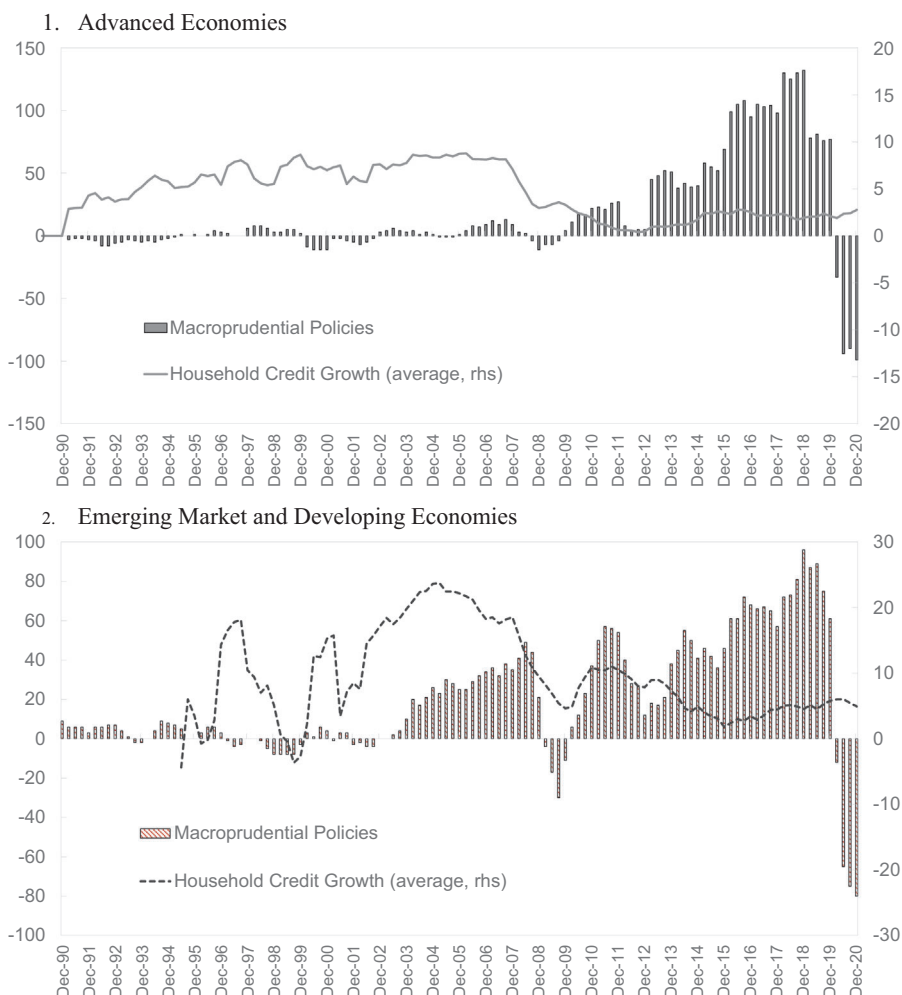 1. Advanced Economies
150
100
50
0
-50
-100
-150
20
15
10
5
0
-5
-10
-15
-20
Macroprudential Policies
Household Credit Growth (average, rhs)
Dec-90
Dec-91
Dec-92
Dec-93
Dec-94
Dec-95
Dec-96
Dec-97
Dec-98
Dec-99
Dec-00
Dec-01
Dec-02
Dec-03
Dec-04
Dec-05
Dec-06
Dec-07
Dec-08
Dec-09
Dec-10
Dec-11
Dec-12
Dec-13
Dec-14
Dec-15
Dec-16
Dec-17
Dec-18
Dec-19
Dec-20
2. Emerging Market and Developing Economies
100
80
60
40
20
0
-20
-40
-60
-80
-100
30
20
10
0
-10
-20
-30
Macroprudential Policies
Household Credit Growth (average, rhs)
Dec-90
Dec-91
Dec-92
Dec-93
Dec-94
Dec-95
Dec-96
Dec-97
Dec-98
Dec-99
Dec-00
Dec-01
Dec-02
Dec-03
Dec-04
Dec-05
Dec-06
Dec-07
Dec-08
Dec-09
Dec-10
Dec-11
Dec-12
Dec-13
Dec-14
Dec-15
Dec-16
Dec-17
Dec-18
Dec-19
Dec-20